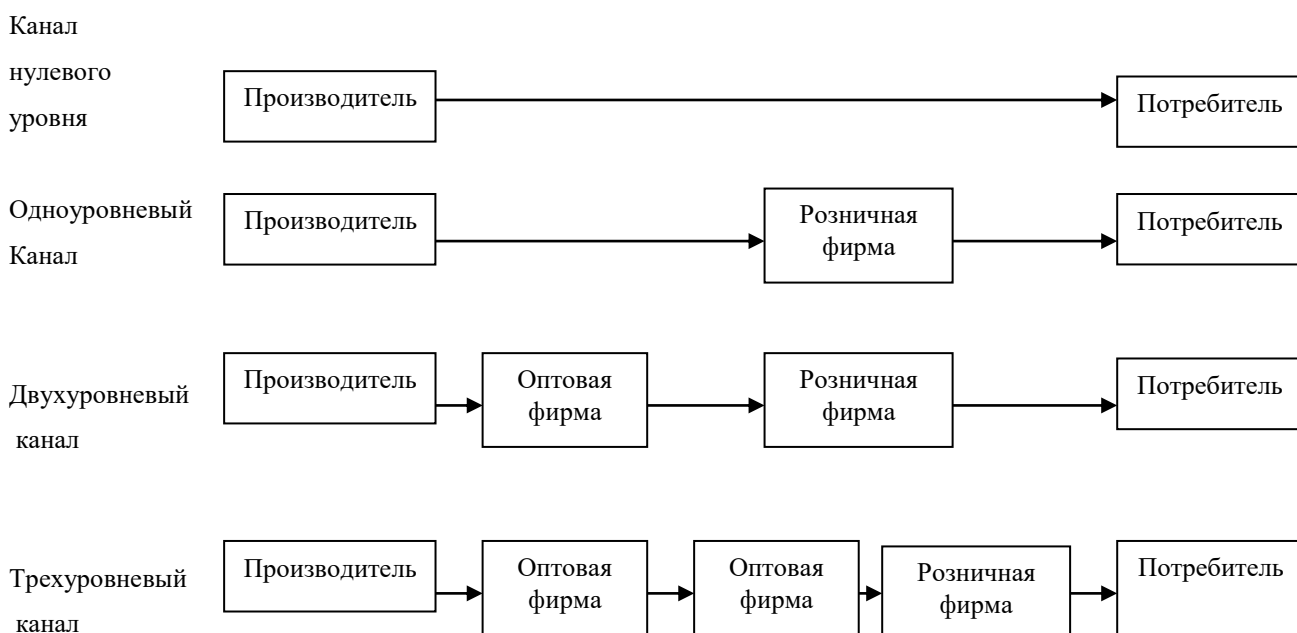 Канал
нулевого
уровня
Производитель
Потребитель
Одноуровневый
Канал
Производитель
Розничная
фирма
Потребитель
Двухуровневый
канал
Производитель
Оптовая
фирма
Розничная
фирма
Потребитель
Трехуровневый
канал
Производитель
Оптовая
фирма
Оптовая
фирма
Розничная
фирма
Потребитель